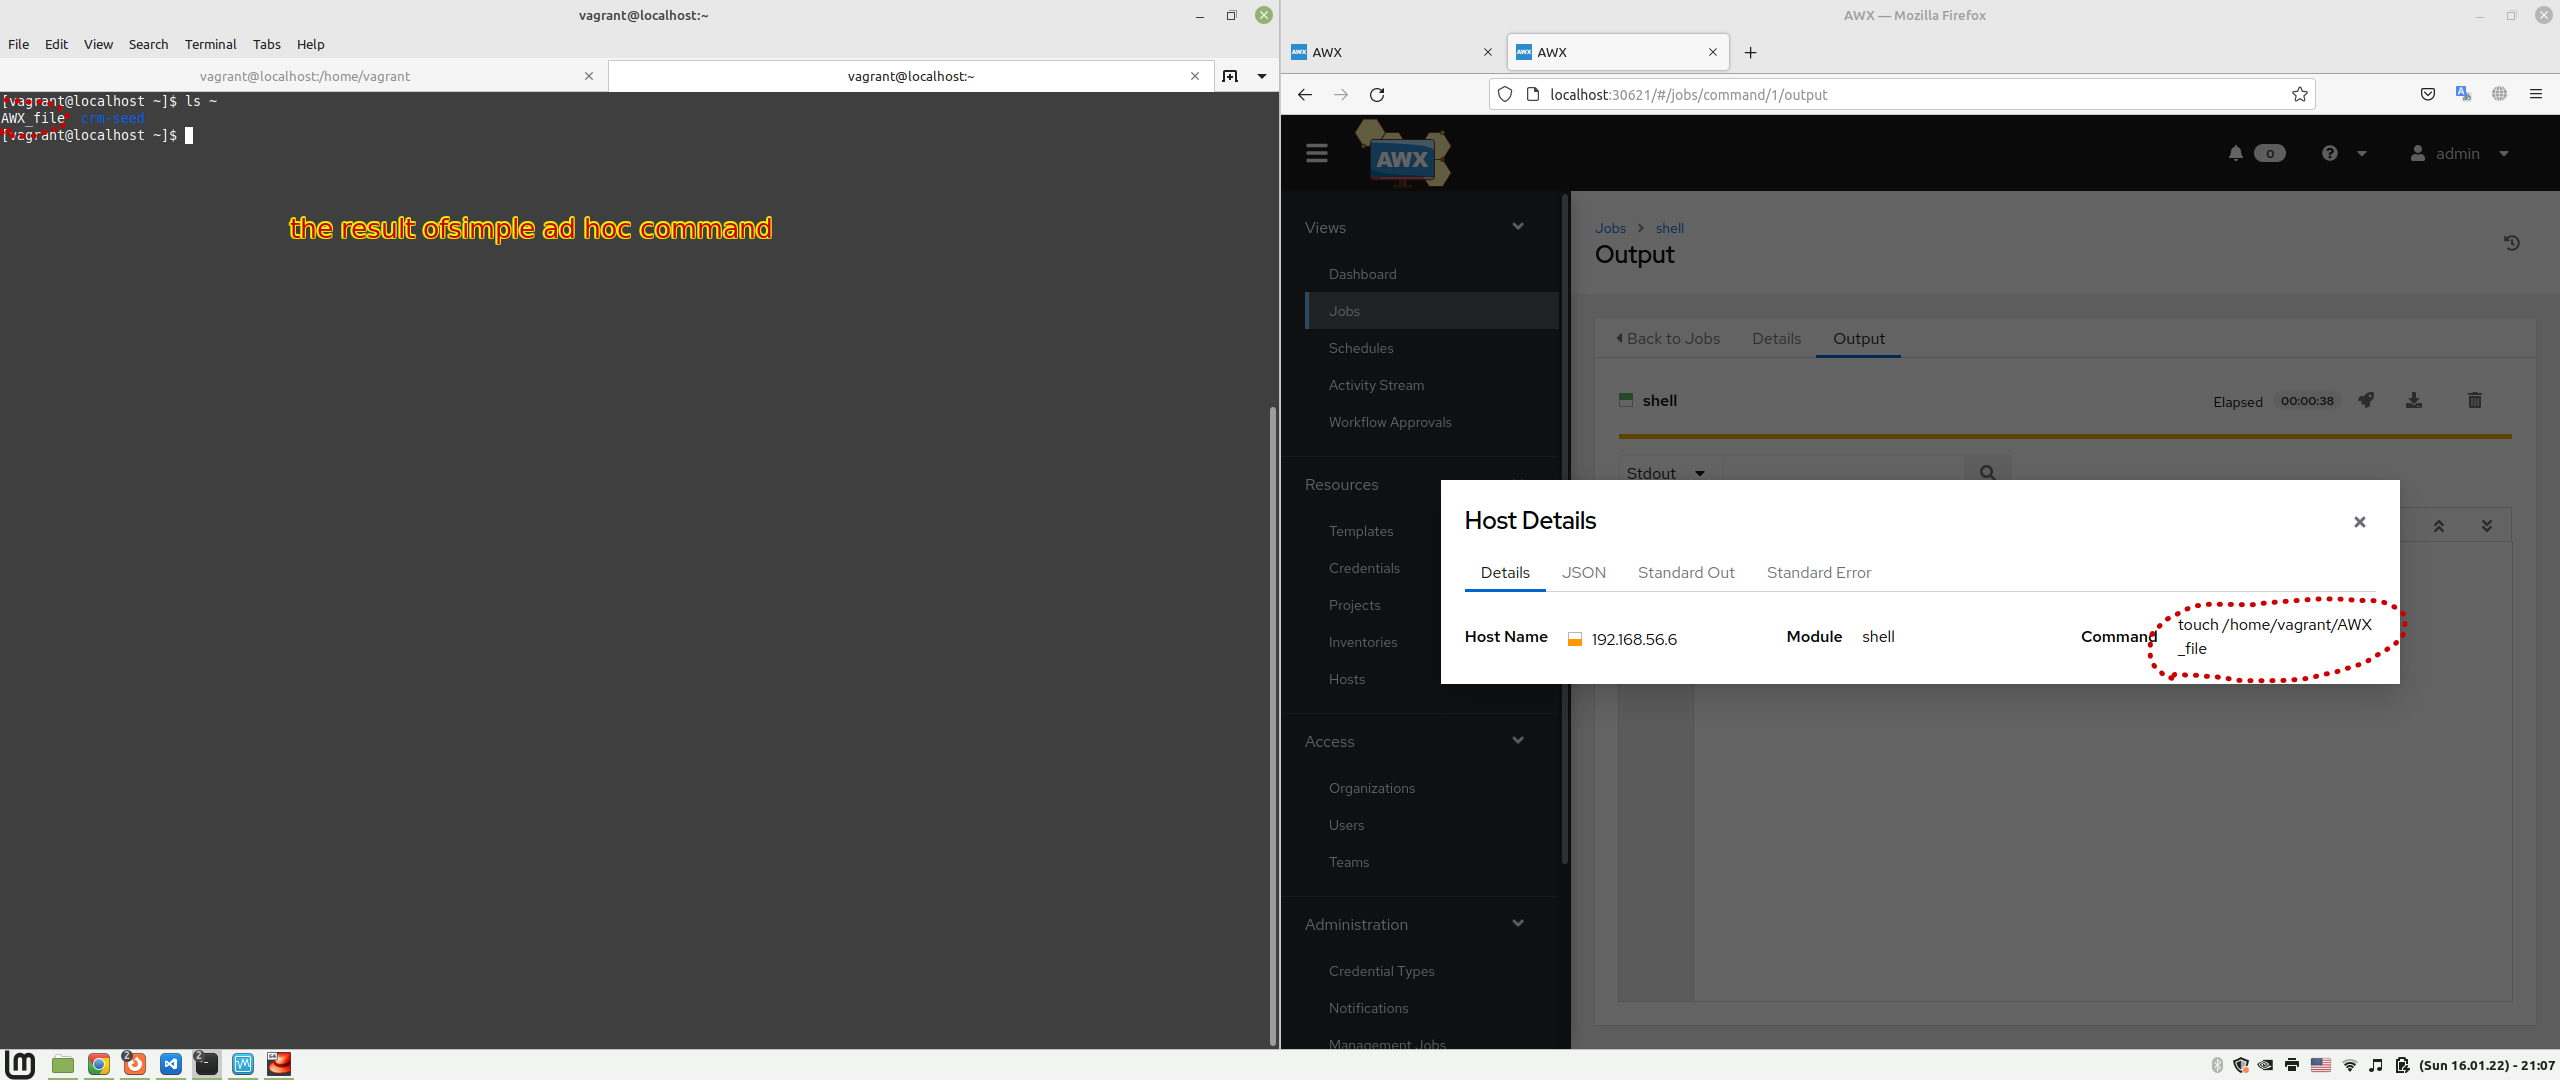 vagrant@localhost:~
File Edit View Search Terminal Tabs Help
vagrant@localhost:/home/vagrant
vagrant@localhost:~
[vagrant@localhost ~]$ ls ~
AWX_file crm-seed
[vagrant@localhost ~]$
the result ofsimple ad hoc command
AWX — Mozilla Firefox
AWX
AWX
localhost:30621/#/jobs/command/1/output
AWX
0
admin
Views
Dashboard
Jobs
Schedules
Activity Stream
Workflow Approvals
Resources
Templates
Credentials
Projects
Inventories
Hosts
Access
Organizations
Users
Teams
Administration
Credential Types
Notifications
Management Jobs
Jobs > shell
Output
Back to Jobs Details Output
shell
Elapsed 00:00:38
Stdout
Host Details
Details JSON Standard Out Standard Error
Host Name 192.168.56.6 Module shell Command touch /home/vagrant/AWX
_file
2 2 (Sun 16.01.22) - 21:07